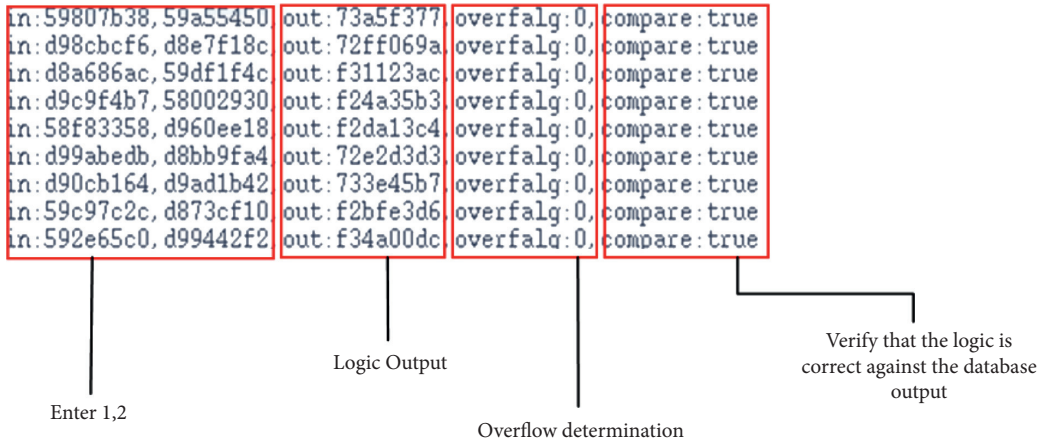 in:59807b38,59a55450,out:73a5f377,overfalg:0,compare:true
in:d98cbcf6,d8e7f18c,out:72ff069a,overfalg:0,compare:true
in:d8a686ac,59df1f4c,out:f31123ac,overfalg:0,compare:true
in:d9c9f4b7,58002930,out:f24a35b3,overfalg:0,compare:true
in:58f83358,d960ee18,out:f2da13c4,overfalg:0,compare:true
in:d99abedb,d8bb9fa4,out:72e2d3d3,overfalg:0,compare:true
in:d90cb164,d9ad1b42,out:733e45b7,overfalg:0,compare:true
in:59c97c2c,d873cf10,out:f2bfe3d6,overfalg:0,compare:true
in:592e65c0,d99442f2,out:f34a00dc,overfalg:0,compare:true
Verify that the logic is
correct against the database
output
Logic Output
Enter 1,2
Overflow determination